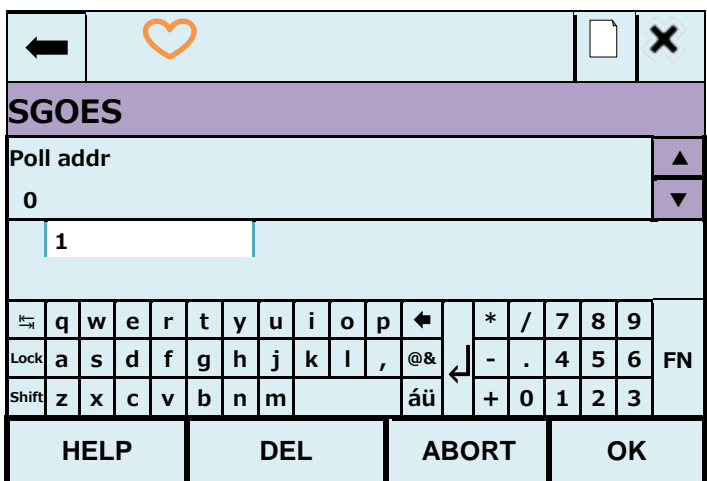 SGOES
Poll addr
▲
0
▼
1
↹ q w e r t y u i o p 🡄 * / 7 8 9
Lock a s d f g h j k l , @& ↵ - . 4 5 6 FN
Shift z x c v b n m áü + 0 1 2 3
HELP DEL ABORT OK